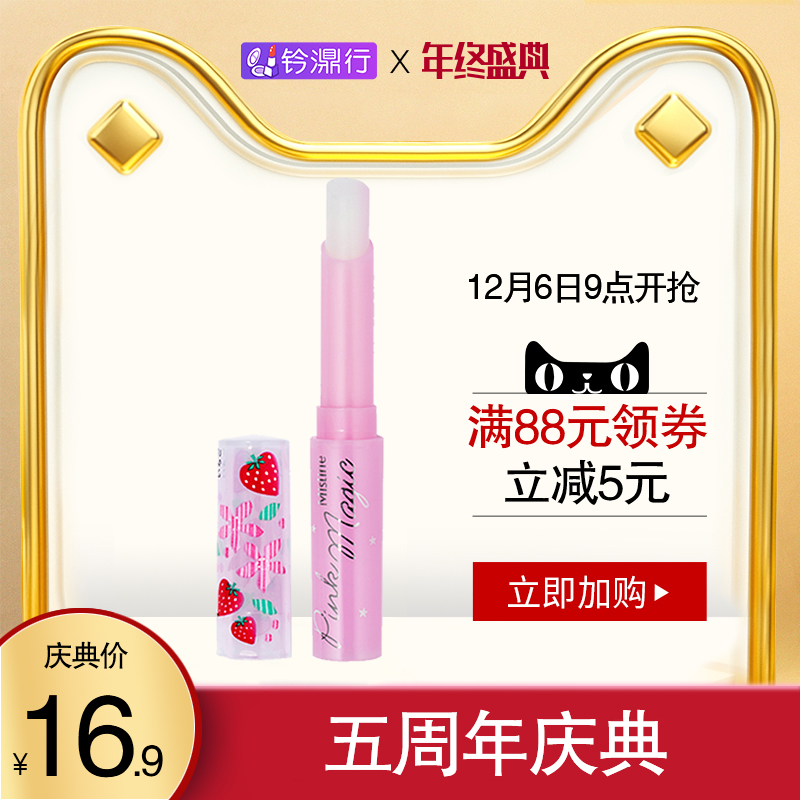 钤濎行 X 年终盛典
12月6日9点开抢
满88元领券
立减5元
立即加购
mistine
Pink Magic
庆典价
¥16.9
五周年庆典